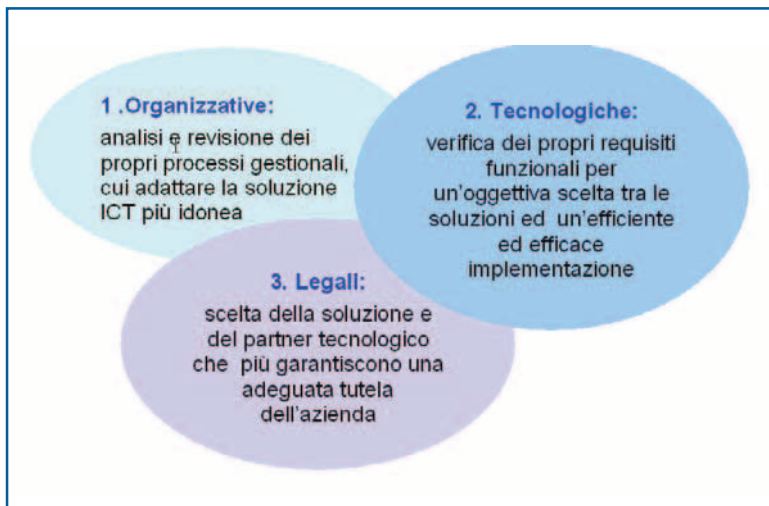 1 .Organizzative:
analisi e revisione dei
propri processi gestionali,
cui adattare la soluzione
ICT più idonea
2. Tecnologiche:
verifica dei propri requisiti
funzionali per
un'oggettiva scelta tra le
soluzioni ed un'efficiente
ed efficace
implementazione
3. Legali:
scelta della soluzione e
del partner tecnologico
che più garantiscono una
adeguata tutela
dell'azienda